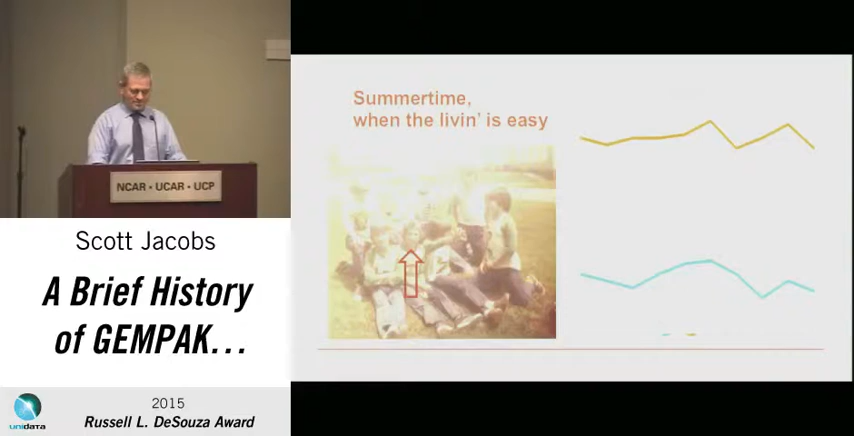 Summertime,
when the livin' is easy
NCAR • UCAR • UCP
Scott Jacobs
A Brief History
of GEMPAK...
2015
Russell L. DeSouza Award
unidata